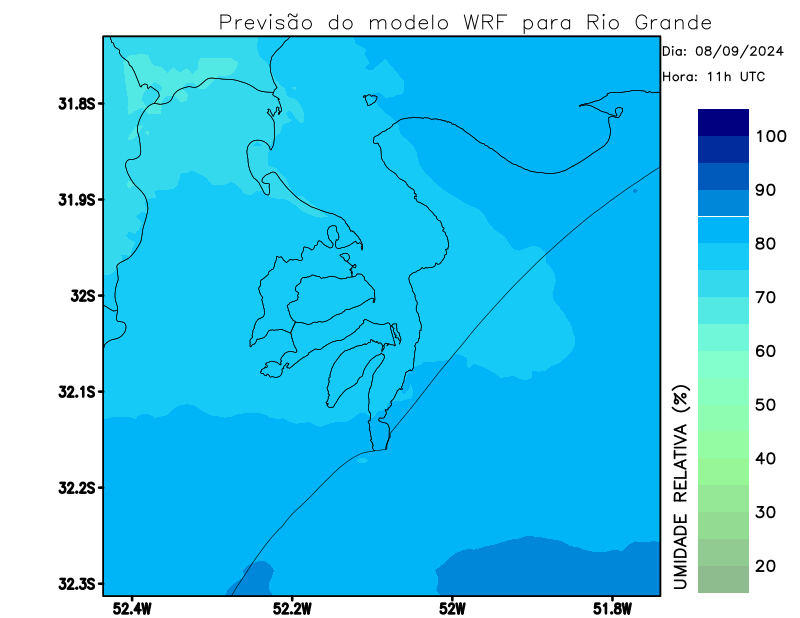 Previsão do modelo WRF para Rio Grande
Dia: 08/09/2024
Hora: 11h UTC
31.8S
31.9S
32S
32.1S
32.2S
32.3S
52.4W
52.2W
52W
51.8W
100
90
80
70
60
50
40
30
20
UMIDADE RELATIVA (%)